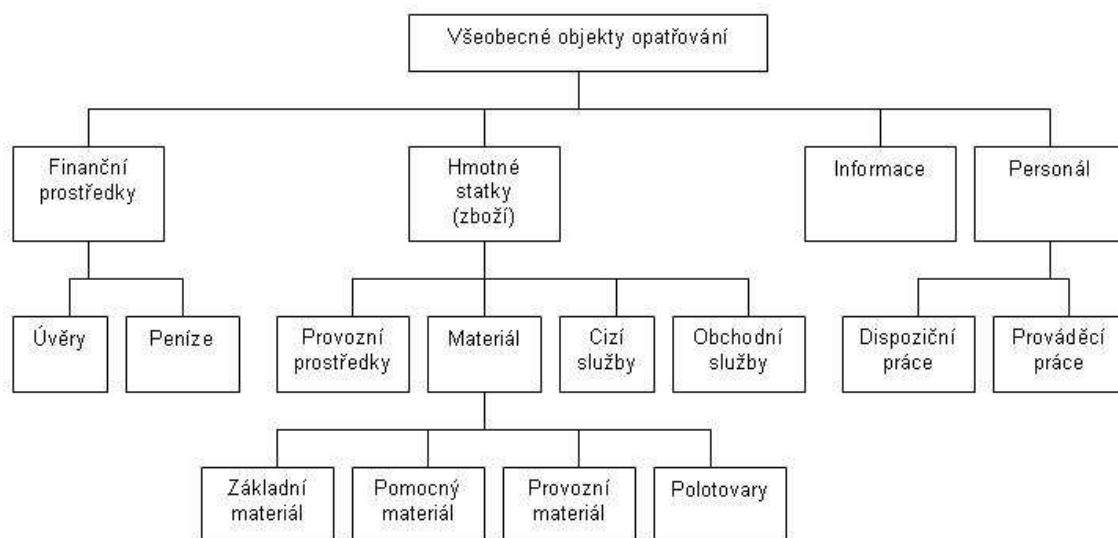 Všeobecné objekty opatřování
Finanční
prostředky
Hmotné
statky
(zboží)
Informace
Personál
Úvěry
Peníze
Provozní
prostředky
Materiál
Cizí
služby
Obchodní
služby
Dispoziční
práce
Prováděcí
práce
Základní
materiál
Pomocný
materiál
Provozní
materiál
Polotovary